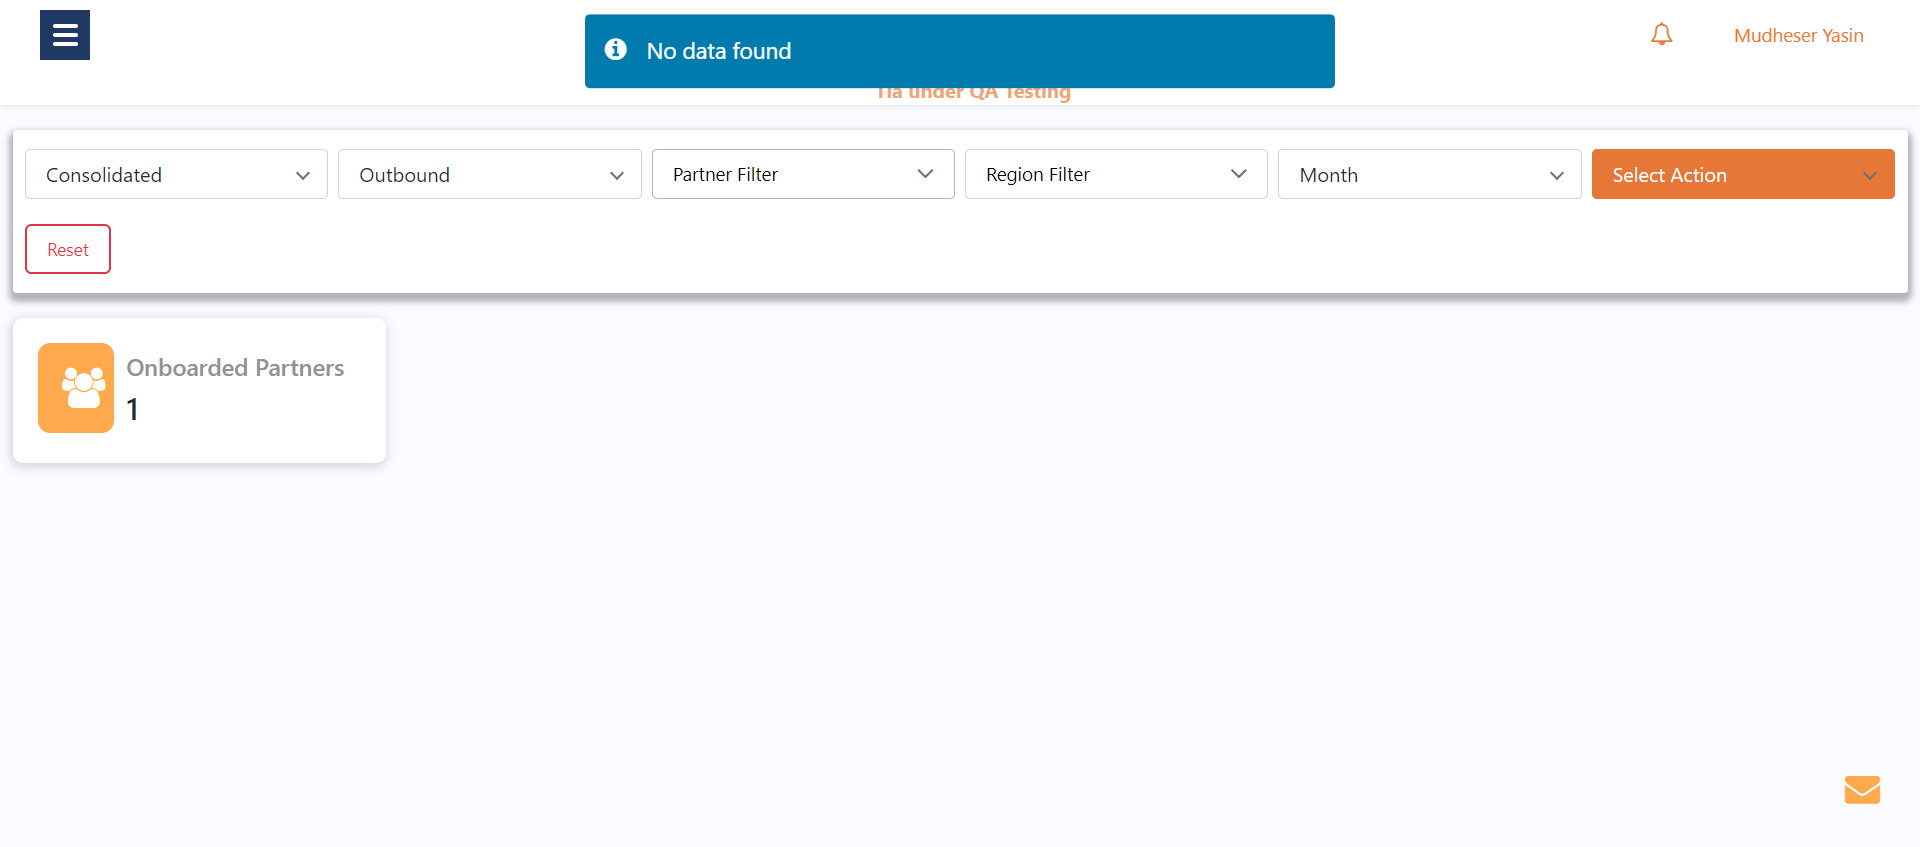 No data found
Mudheser Yasin
Tia under QA Testing
Consolidated
Outbound
Partner Filter
Region Filter
Month
Select Action
Reset
Onboarded Partners
1